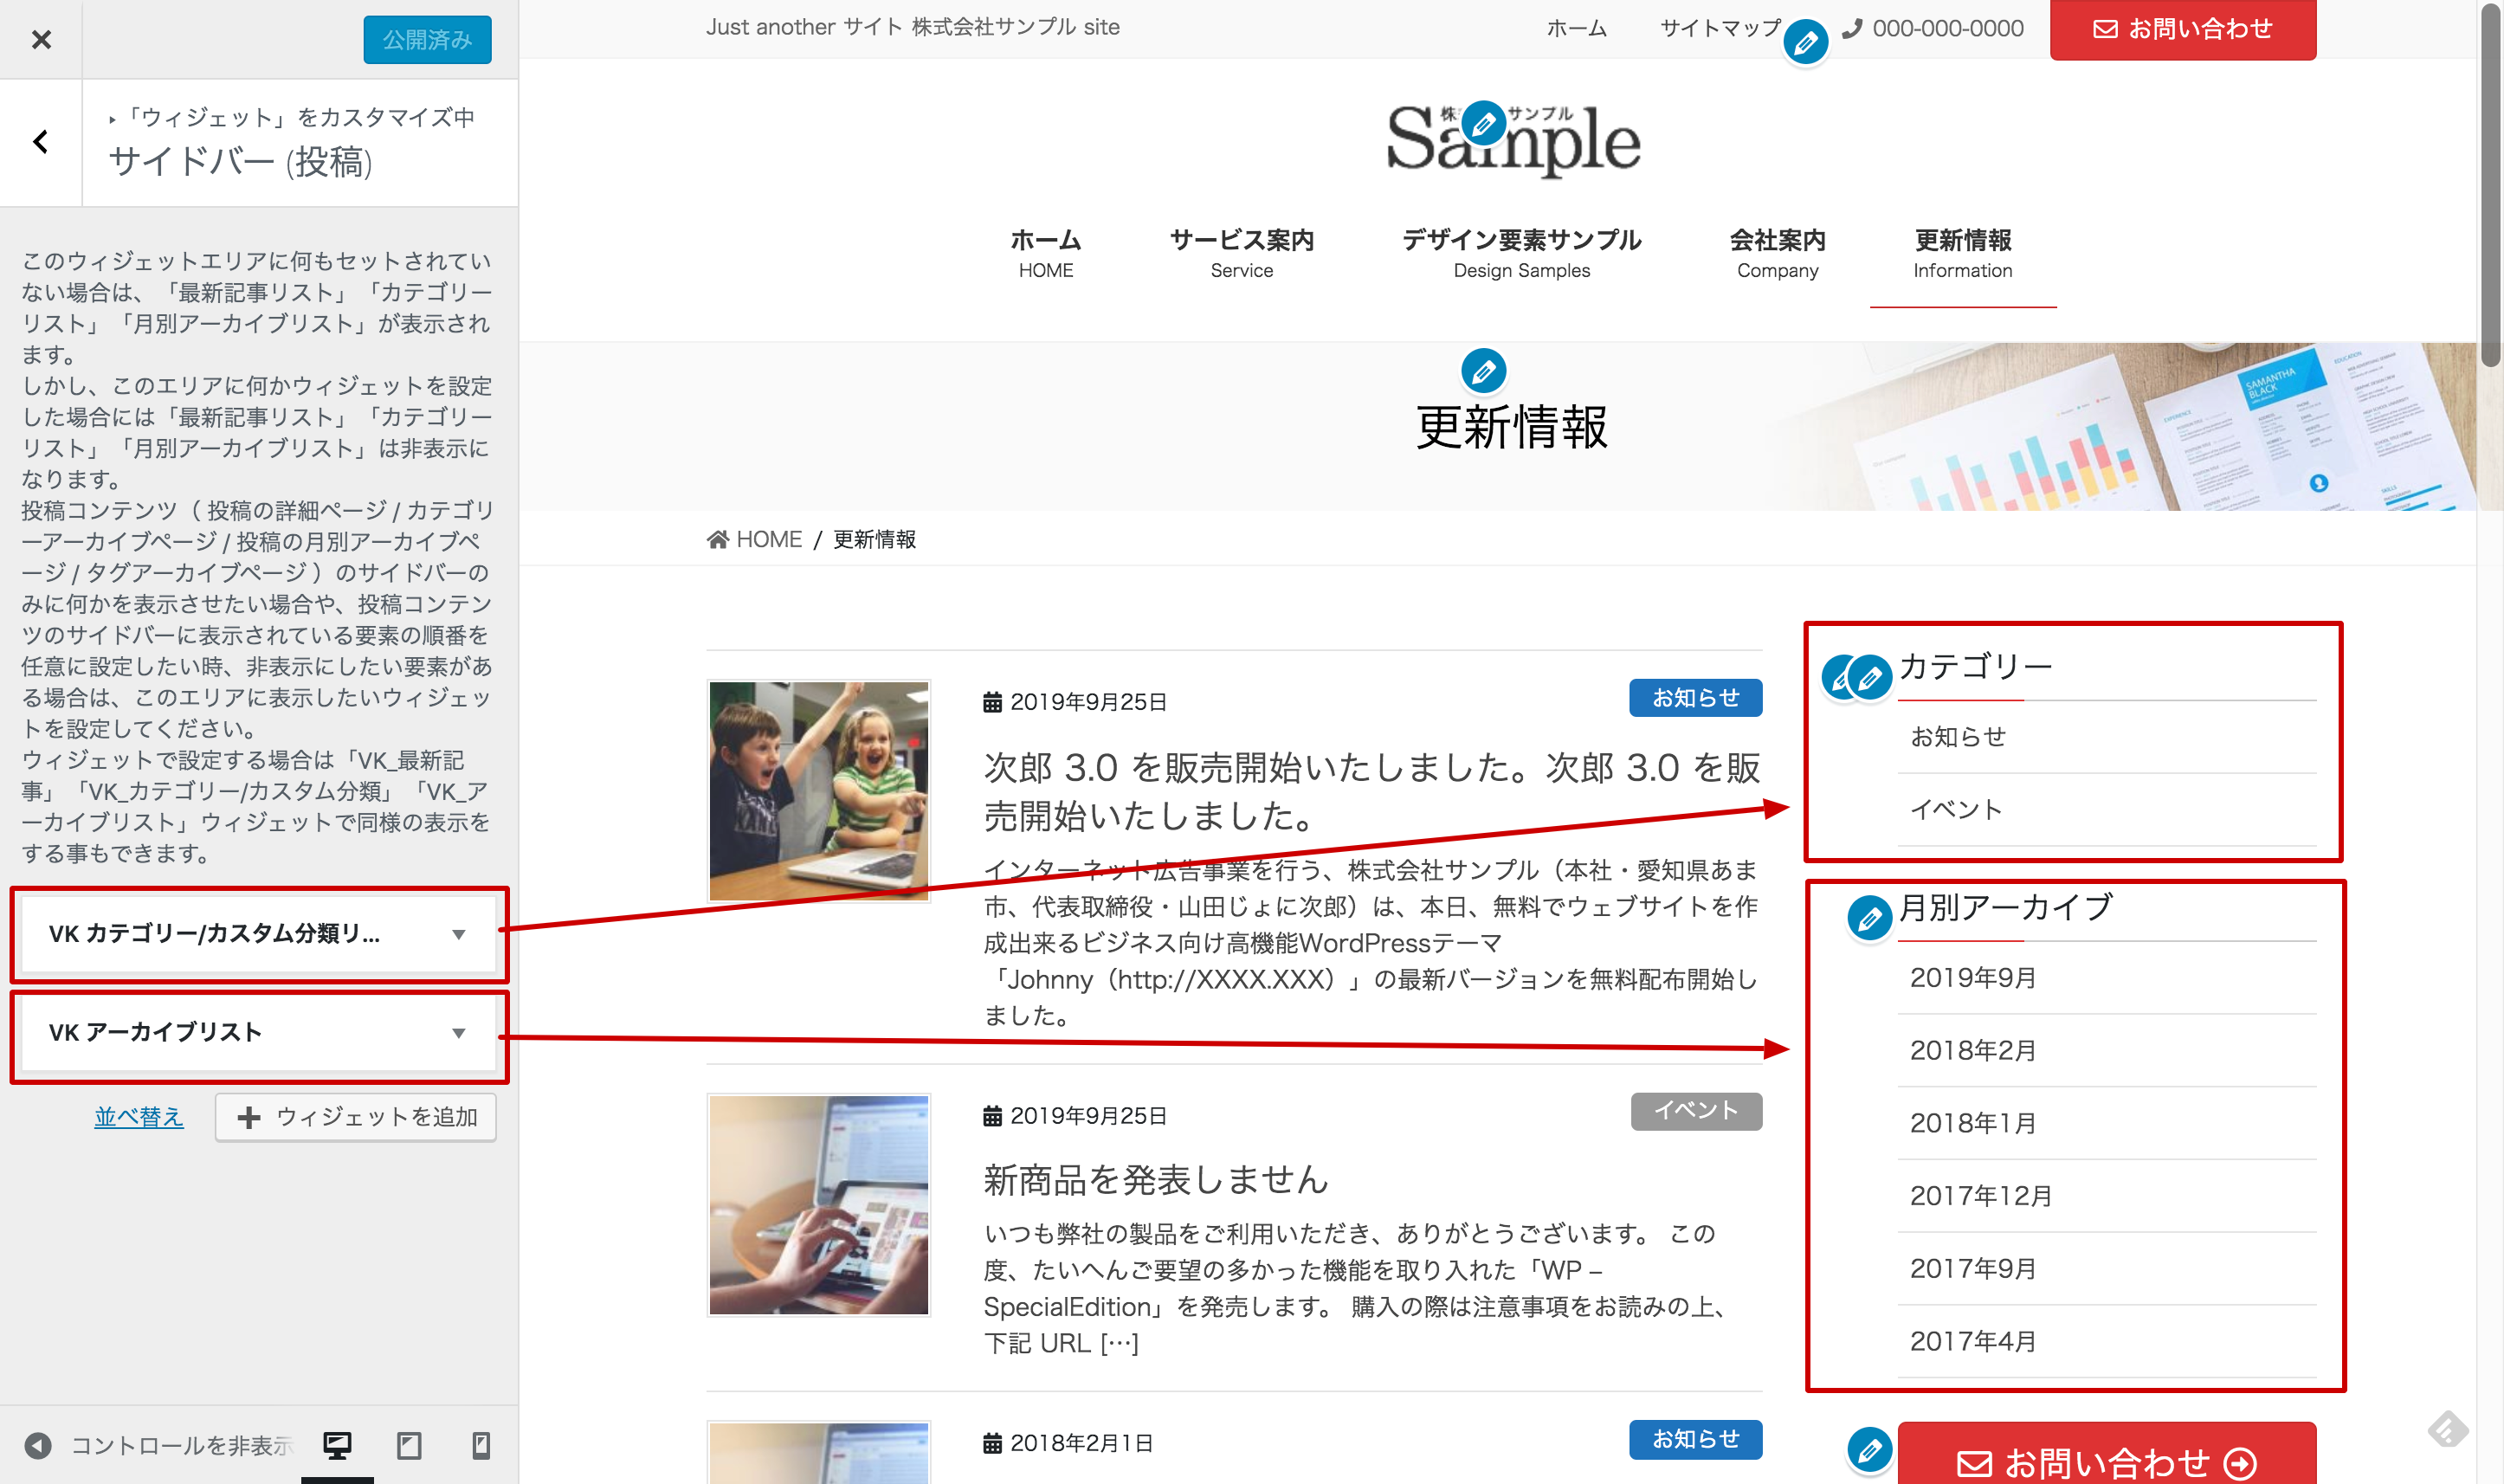 公開済み
「ウィジェット」をカスタマイズ中
サイドバー (投稿)
このウィジェットエリアに何もセットされてい
ない場合は、「最新記事リスト」「カテゴリー
リスト」「月別アーカイブリスト」が表示され
ます。
しかし、このエリアに何かウィジェットを設定
した場合には「最新記事リスト」「カテゴリー
リスト」「月別アーカイブリスト」は非表示に
なります。
投稿コンテンツ（ 投稿の詳細ページ / カテゴリ
ーアーカイブページ / 投稿の月別アーカイブペ
ージ / タグアーカイブページ ）のサイドバーの
みに何かを表示させたい場合や、投稿コンテン
ツのサイドバーに表示されている要素の順番を
任意に設定したい時、非表示にしたい要素があ
る場合は、このエリアに表示したいウィジェッ
トを設定してください。
ウィジェットで設定する場合は「VK_最新記
事」「VK_カテゴリー/カスタム分類」「VK_ア
ーカイブリスト」ウィジェットで同様の表示を
する事もできます。
VK カテゴリー/カスタム分類リ...
VK アーカイブリスト
並べ替え
ウィジェットを追加
コントロールを非表示
Just another サイト 株式会社サンプル site
ホーム
サイトマップ
000-000-0000
お問い合わせ
株 サンプル
Sample
ホーム
HOME
サービス案内
Service
デザイン要素サンプル
Design Samples
会社案内
Company
更新情報
Information
更新情報
SAMANTHA
BLACK
EDUCATION
EXPERIENCE
SKILLS
HOME / 更新情報
2019年9月25日
お知らせ
次郎 3.0 を販売開始いたしました。次郎 3.0 を販
売開始いたしました。
インターネット広告事業を行う、株式会社サンプル（本社・愛知県あま
市、代表取締役・山田じょに次郎）は、本日、無料でウェブサイトを作
成出来るビジネス向け高機能WordPressテーマ
「Johnny（http://XXXX.XXX）」の最新バージョンを無料配布開始し
ました。
2019年9月25日
イベント
新商品を発表しません
いつも弊社の製品をご利用いただき、ありがとうございます。 この
度、たいへんご要望の多かった機能を取り入れた「WP –
SpecialEdition」を発売します。 購入の際は注意事項をお読みの上、
下記 URL […]
2018年2月1日
お知らせ
カテゴリー
お知らせ
イベント
月別アーカイブ
2019年9月
2018年2月
2018年1月
2017年12月
2017年9月
2017年4月
お問い合わせ